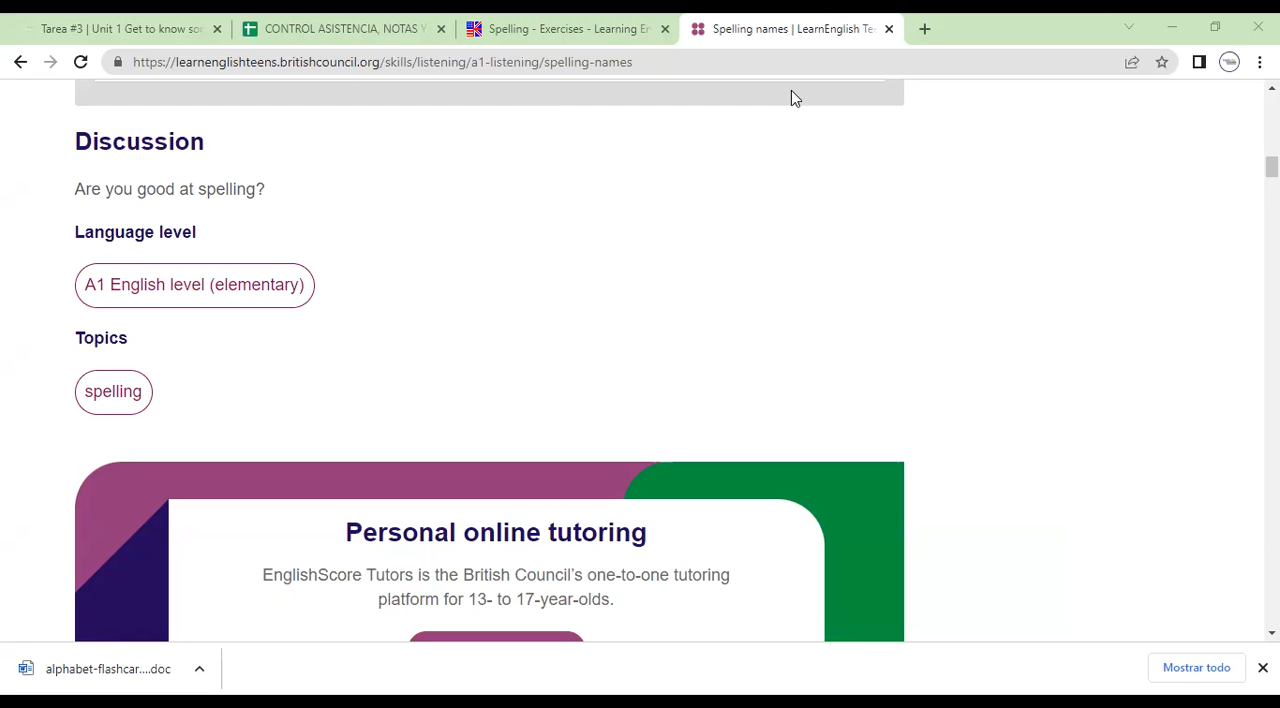 Tarea #3 | Unit 1 Get to know sor
CONTROL ASISTENCIA, NOTAS Y
Spelling - Exercises - Learning En
Spelling names | LearnEnglish Tee
https://learnenglishteens.britishcouncil.org/skills/listening/a1-listening/spelling-names
Discussion
Are you good at spelling?
Language level
A1 English level (elementary)
Topics
spelling
Personal online tutoring
EnglishScore Tutors is the British Council's one-to-one tutoring
platform for 13- to 17-year-olds.
alphabet-flashcar....doc
Mostrar todo